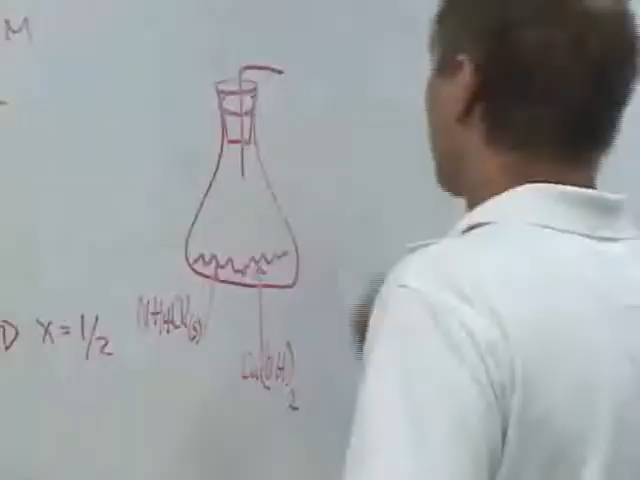 M
D X = 1/2
NH4Cl(s)
Ca(OH)2